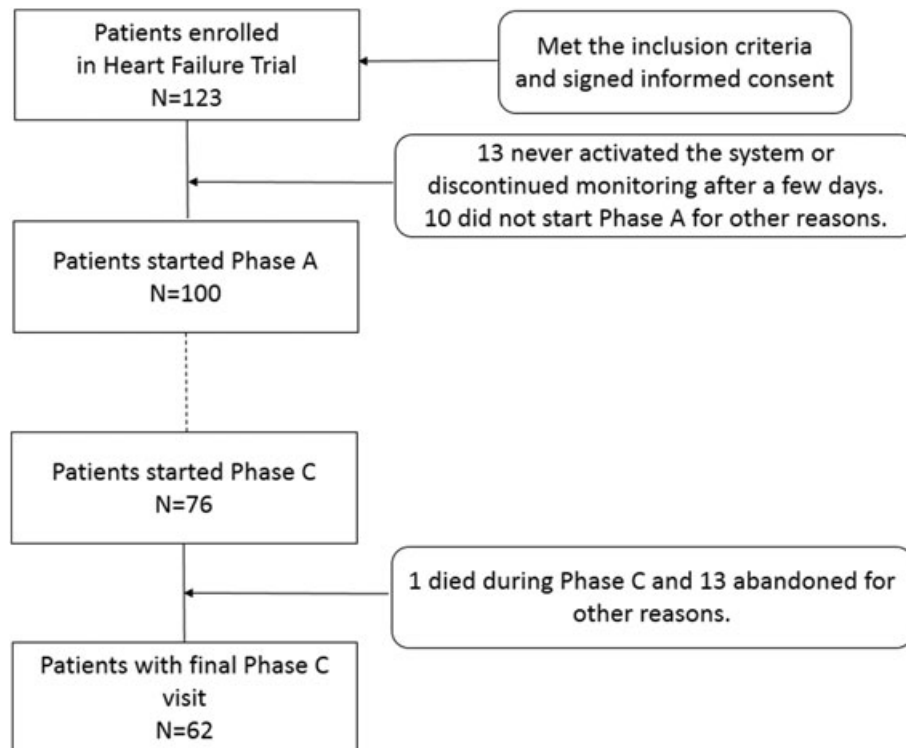 Patients enrolled
in Heart Failure Trial
N=123
Met the inclusion criteria
and signed informed consent
13 never activated the system or
discontinued monitoring after a few days.
10 did not start Phase A for other reasons.
Patients started Phase A
N=100
Patients started Phase C
N=76
1 died during Phase C and 13 abandoned for
other reasons.
Patients with final Phase C
visit
N=62